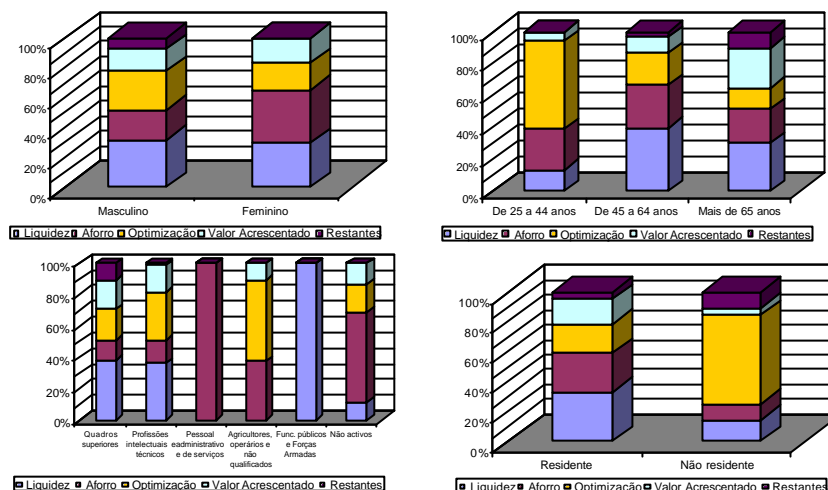 100%
80%
60%
40%
20%
0%
Masculino Feminino
Liquidez Aforro Optimização Valor Acrescentado Restantes
100%
80%
60%
40%
20%
0%
De 25 a 44 anos De 45 a 64 anos Mais de 65 anos
Liquidez Aforro Optimização Valor Acrescentado Restantes
100%
80%
60%
40%
20%
0%
Quadros superiores
Profissões intelectuais técnicos
Pessoal eadministrativo e de serviços
Agricultores, operários e não qualificados
Func. públicos e Forças Armadas
Não activos
Liquidez Aforro Optimização Valor Acrescentado Restantes
100%
80%
60%
40%
20%
0%
Residente Não residente
Liquidez Aforro Optimização Valor Acrescentado Restantes